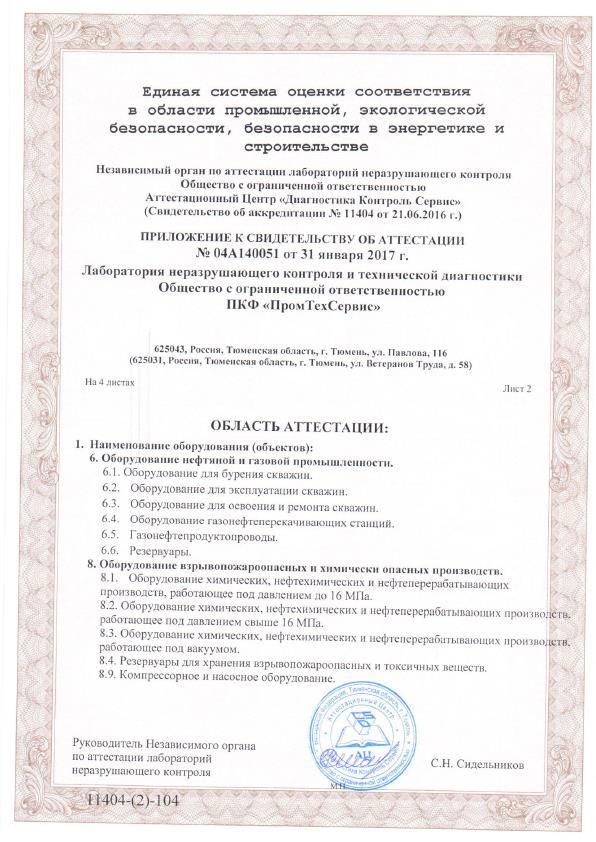 Единая система оценки соответствия
в области промышленной, экологической
безопасности, безопасности в энергетике и
строительстве
Независимый орган по аттестации лабораторий неразрушающего контроля
Общество с ограниченной ответственностью
Аттестационный Центр «Диагностика Контроль Сервис»
(Свидетельство об аккредитации № 11404 от 21.06.2016 г.)
ПРИЛОЖЕНИЕ К СВИДЕТЕЛЬСТВУ ОБ АТТЕСТАЦИИ
№ 04А140051 от 31 января 2017 г.
Лаборатория неразрушающего контроля и технической диагностики
Общество с ограниченной ответственностью
ПКФ «ПромТехСервис»
625043, Россия, Тюменская область, г. Тюмень, ул. Павлова, 116
(625031, Россия, Тюменская область, г. Тюмень, ул. Ветеранов Труда, д. 58)
На 4 листах Лист 2
ОБЛАСТЬ АТТЕСТАЦИИ:
1. Наименование оборудования (объектов):
6. Оборудование нефтяной и газовой промышленности.
6.1. Оборудование для бурения скважин.
6.2. Оборудование для эксплуатации скважин.
6.3. Оборудование для освоения и ремонта скважин.
6.4. Оборудование газонефтеперекачивающих станций.
6.5. Газонефтепродуктопроводы.
6.6. Резервуары.
8. Оборудование взрывопожароопасных и химически опасных производств.
8.1. Оборудование химических, нефтехимических и нефтеперерабатывающих
производств, работающее под давлением до 16 МПа.
8.2. Оборудование химических, нефтехимических и нефтеперерабатывающих производств,
работающее под давлением свыше 16 МПа.
8.3. Оборудование химических, нефтехимических и нефтеперерабатывающих производств,
работающее под вакуумом.
8.4. Резервуары для хранения взрывопожароопасных и токсичных веществ.
8.9. Компрессорное и насосное оборудование.
Аттестационный Центр
АЦ
Руководитель Независимого органа
по аттестации лабораторий
неразрушающего контроля
С.Н. Сидельников
М.П.
11404-(2)-104